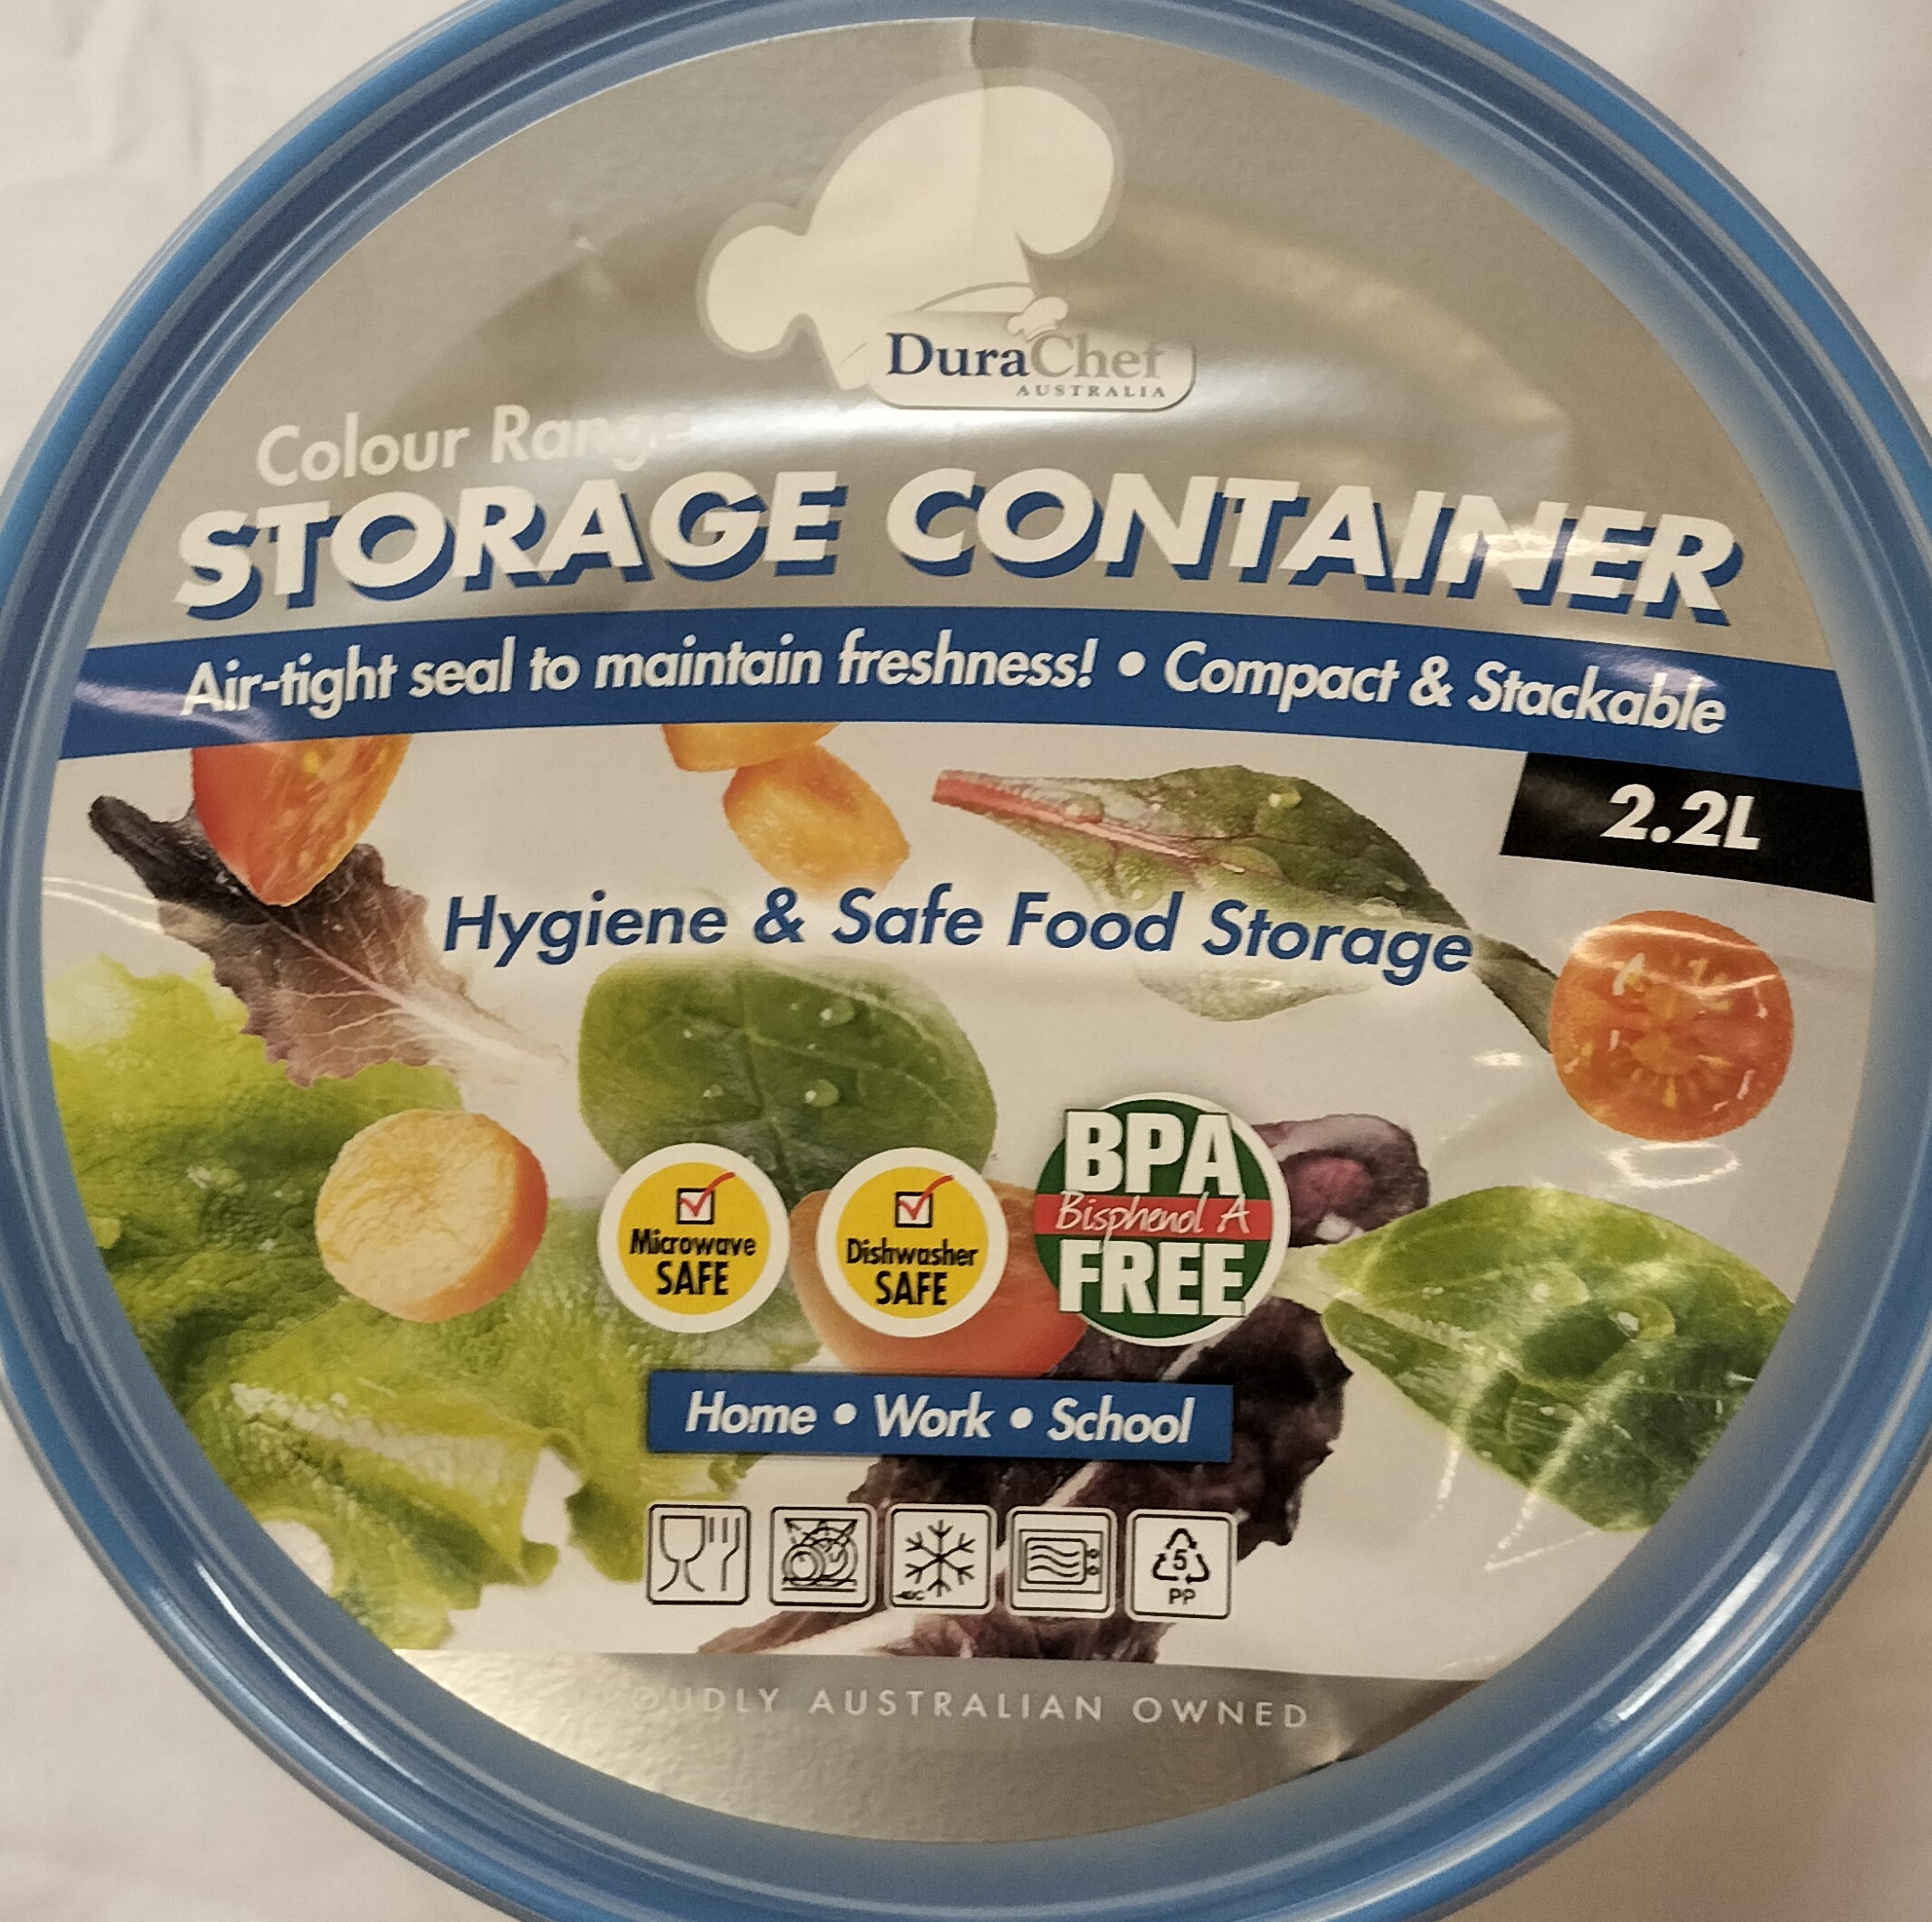 DuraChef
AUSTRALIA
Colour Range
STORAGE CONTAINER
Air-tight seal to maintain freshness! • Compact & Stackable
2.2L
Hygiene & Safe Food Storage
Microwave
SAFE
Dishwasher
SAFE
BPA
Bisphenol A
FREE
Home • Work • School
5
PP
AUSTRALIAN OWNED